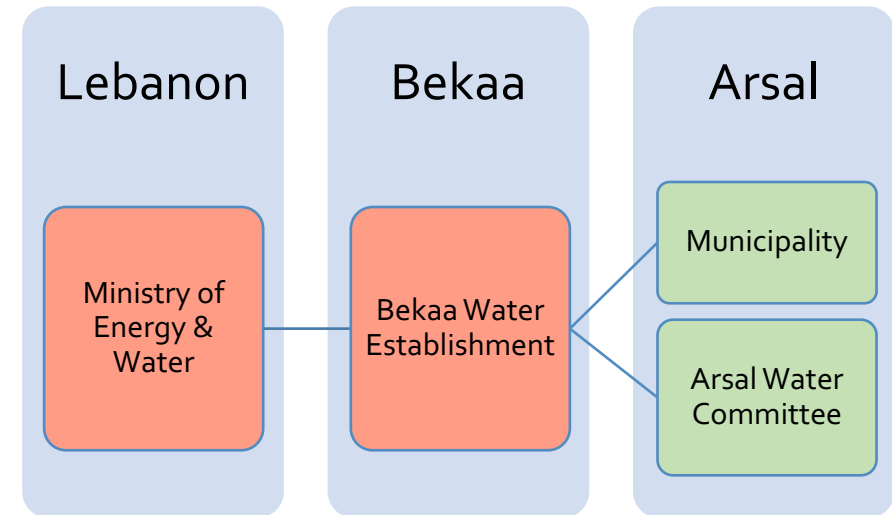 Lebanon
Bekaa
Arsal
Ministry of
Energy &
Water
Bekaa Water
Establishment
Municipality
Arsal Water
Committee